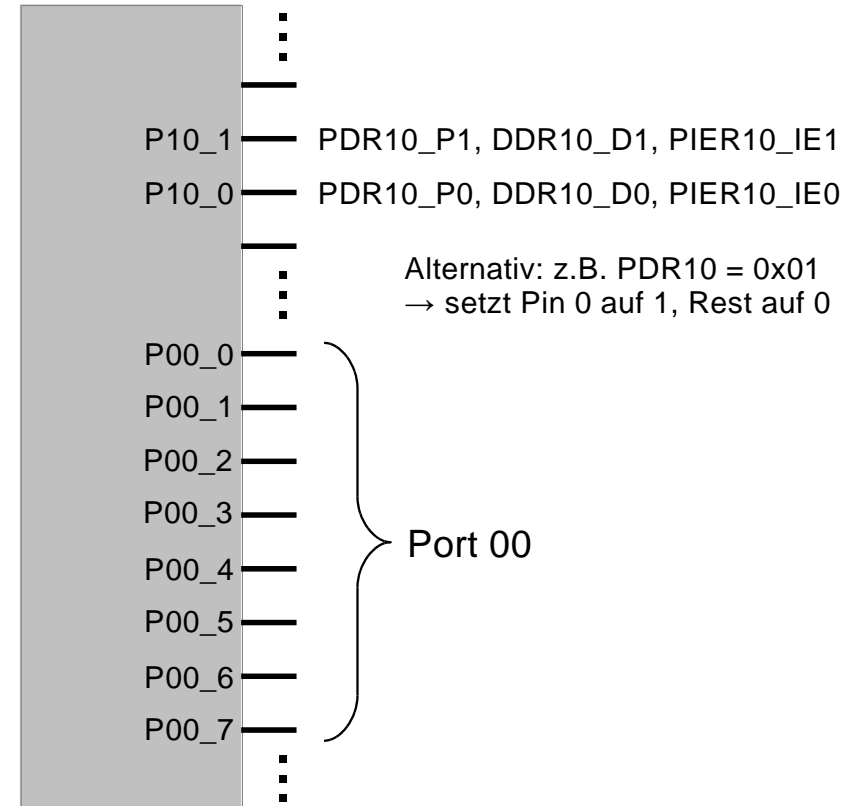 P10_1 PDR10_P1, DDR10_D1, PIER10_IE1
P10_0 PDR10_P0, DDR10_D0, PIER10_IE0
Alternativ: z.B. PDR10 = 0x01
→ setzt Pin 0 auf 1, Rest auf 0
P00_0
P00_1
P00_2
P00_3
P00_4
P00_5
P00_6
P00_7
Port 00